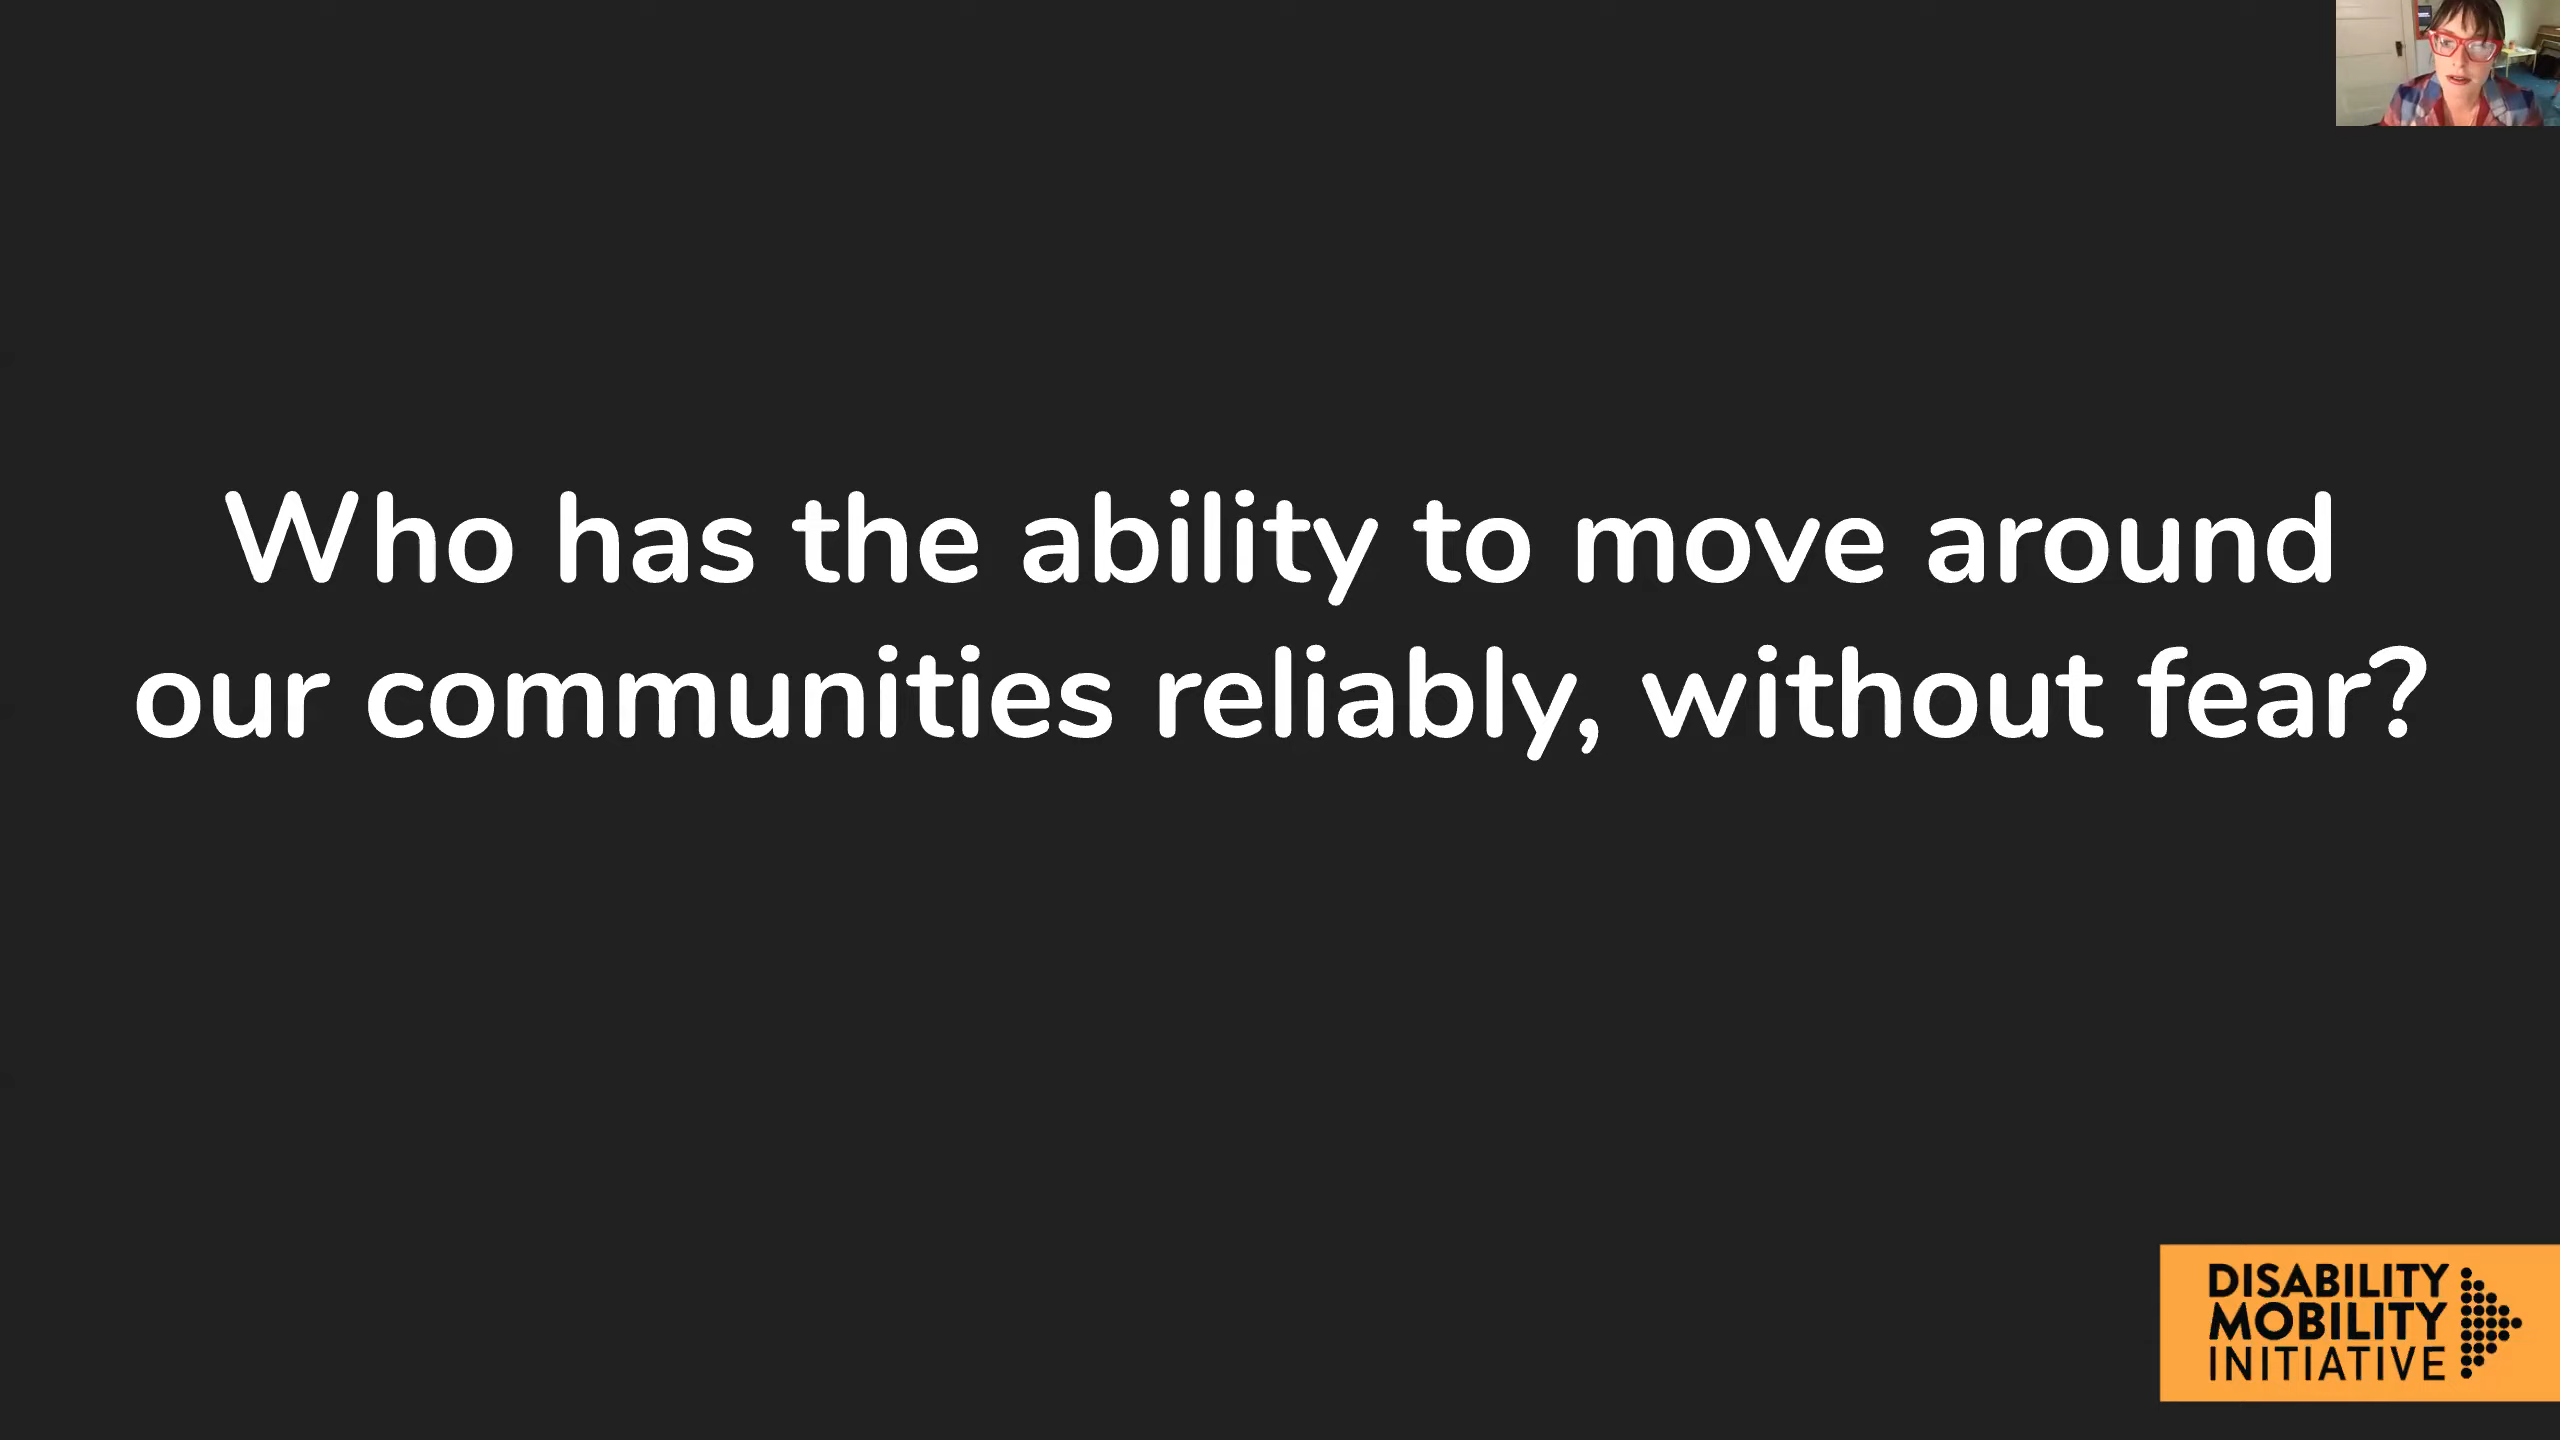 Who has the ability to move around
our communities reliably, without fear?
DISABILITY
MOBILITY
INITIATIVE